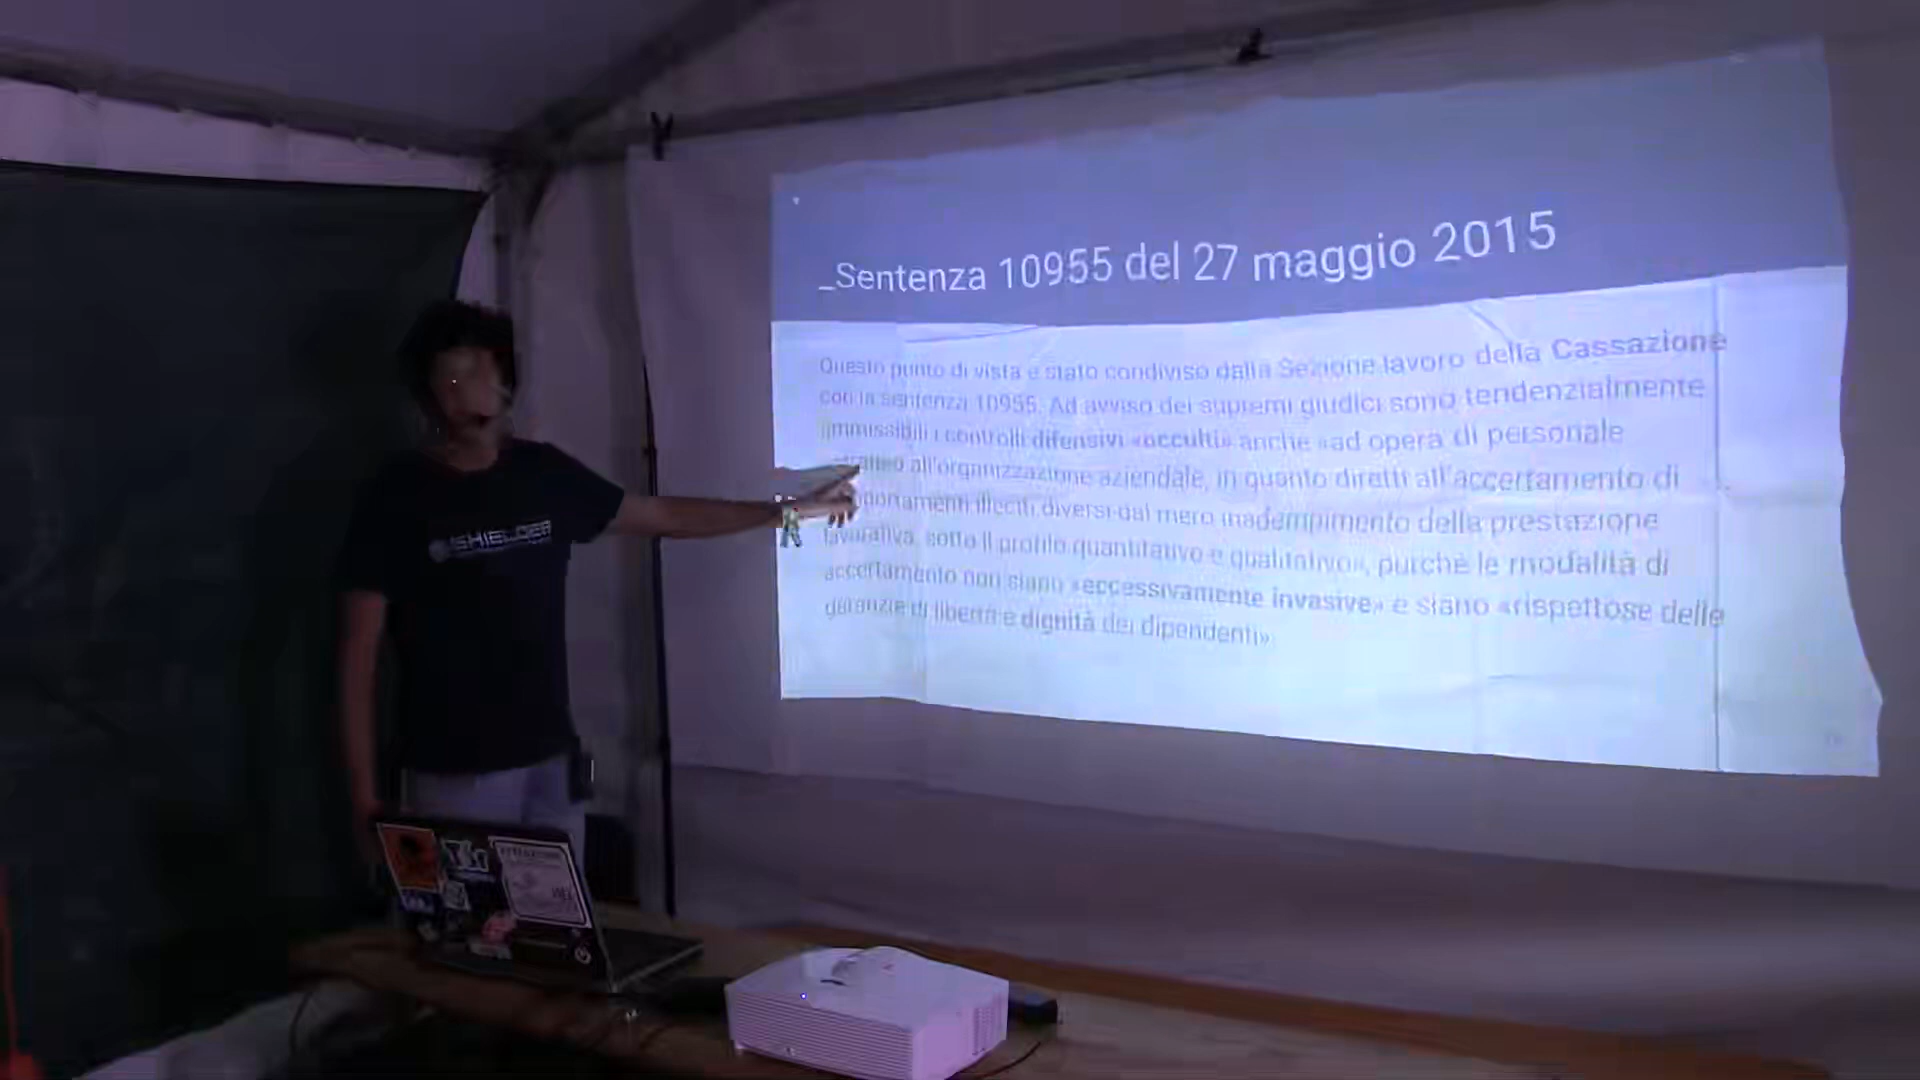 _Sentenza 10955 del 27 maggio 2015
Questo punto di vista è stato condiviso dalla Sezione lavoro della Cassazione
con la sentenza 10955. Ad avviso dei supremi giudici sono tendenzialmente
ammissibili i controlli difensivi «occulti» anche «ad opera di personale
all'organizzazione aziendale, in quanto diretti all'accertamento di
illeciti diversi dal mero inadempimento della prestazione
lavorativa, sotto il profilo quantitativo e qualitativo», purché le modalità di
accertamento non siano «eccessivamente invasive» e siano «rispettose delle
garanzie di libertà e dignità dei dipendenti»
SHIELDER